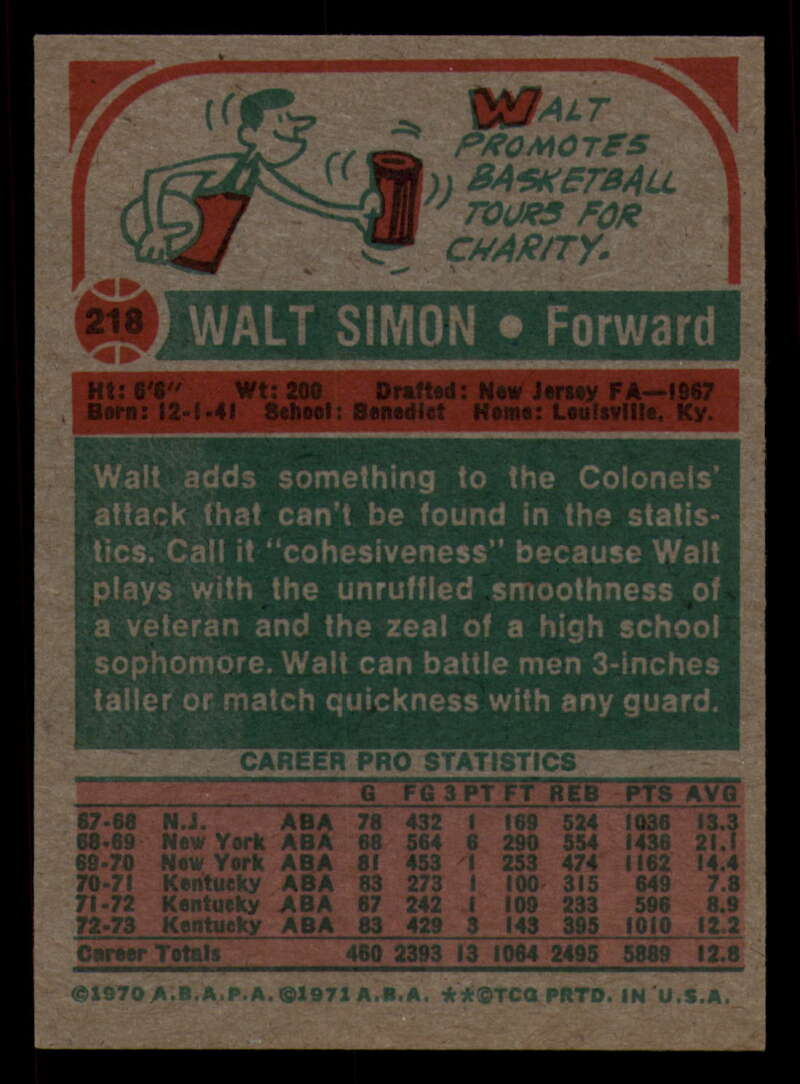 WALT
PROMOTES
BASKETBALL
TOURS FOR
CHARITY.
218 WALT SIMON • Forward
Ht: 6'6" Wt: 200 Drafted: New Jersey FA—1967
Born: 12-1-41 School: Benedict Home: Louisville, Ky.
Walt adds something to the Colonels'
attack that can't be found in the statis-
tics. Call it "cohesiveness" because Walt
plays with the unruffled smoothness of
a veteran and the zeal of a high school
sophomore. Walt can battle men 3-inches
taller or match quickness with any guard.
CAREER PRO STATISTICS
G FG 3 PT FT REB PTS AVG
67-68 N.J. ABA 78 432 1 169 524 1036 13.3
68-69 New York ABA 68 564 6 290 554 1436 21.1
69-70 New York ABA 81 453 1 253 474 1162 14.4
70-71 Kentucky ABA 83 273 1 100 315 649 7.8
71-72 Kentucky ABA 67 242 1 109 233 596 8.9
72-73 Kentucky ABA 83 429 3 143 395 1010 12.2
Career Totals 460 2393 13 1064 2495 5889 12.8
©1970 A.B.A.P.A. ©1971 A.B.A. **©TCG PRTD. IN U.S.A.